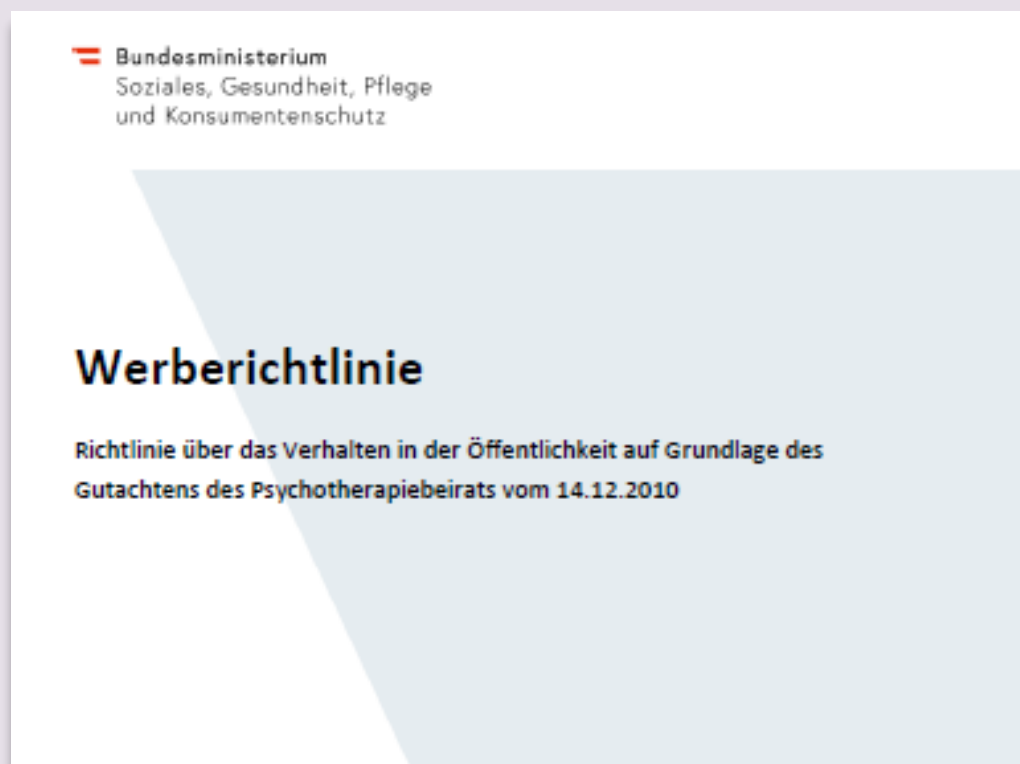 Bundesministerium
Soziales, Gesundheit, Pflege
und Konsumentenschutz
Werberichtlinie
Richtlinie über das Verhalten in der Öffentlichkeit auf Grundlage des
Gutachtens des Psychotherapiebeirats vom 14.12.2010